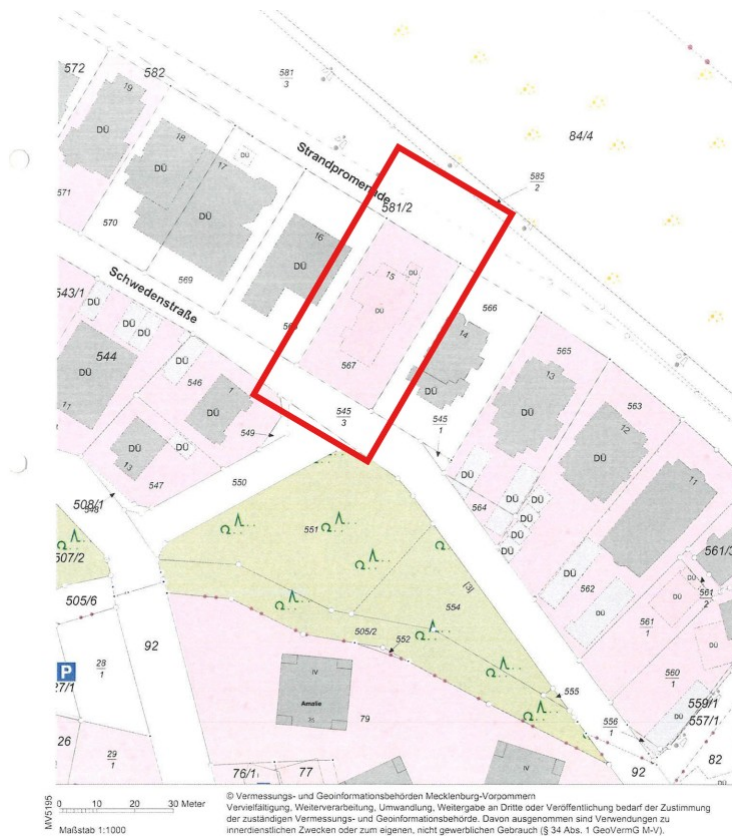 572
582
581
3
84/4
19
DÜ
18
17
DÜ
DÜ
DÜ
Strandpromenade
585
2
581/2
571
570
16
DÜ
15
DÜ
DÜ
569
566
543/1
Schwedenstraße
DÜ
DÜ
DÜ
14
565
544
DÜ
546
567
DÜ
13
563
DÜ
11
1
DÜ
545
3
545
1
DÜ
12
DÜ
DÜ
13
DÜ
549
DÜ
11
547
550
564
DÜ
DÜ
DÜ
DÜ
508/1
551
561/3
507/2
DÜ
562
DÜ
DÜ
561
2
505/6
[3]
554
DÜ
561
1
92
505/2
552
DÜ
P
28
1
IV
Amelie
555
560
1
559/1
27/1
79
556
1
DÜ
557/1
26
29
1
IV
82
76/1
77
92
DÜ
MV5195
0 10 20 30 Meter
Maßstab 1:1000
© Vermessungs- und Geoinformationsbehörden Mecklenburg-Vorpommern
Vervielfältigung, Weiterverarbeitung, Umwandlung, Weitergabe an Dritte oder Veröffentlichung bedarf der Zustimmung
der zuständigen Vermessungs- und Geoinformationsbehörde. Davon ausgenommen sind Verwendungen zu
innerdienstlichen Zwecken oder zum eigenen, nicht gewerblichen Gebrauch (§ 34 Abs. 1 GeoVermG M-V).